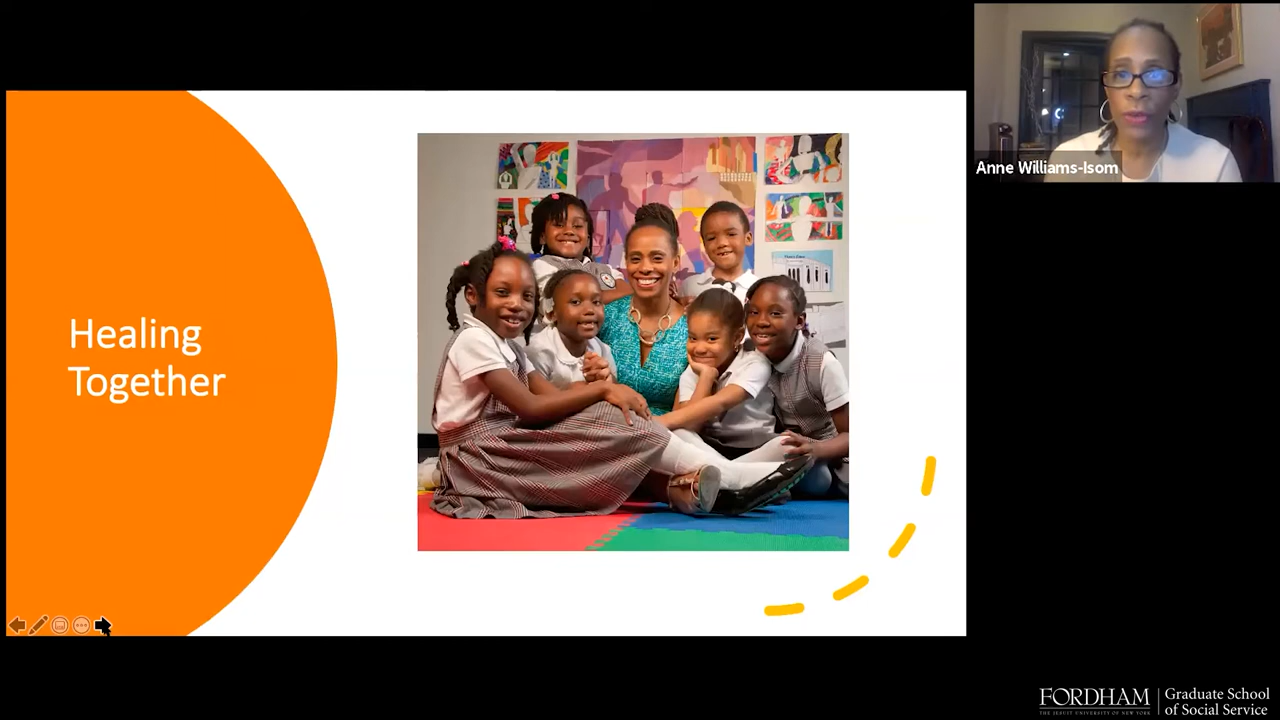 Anne Williams-Isom
Healing
Together
FORDHAM
THE JESUIT UNIVERSITY OF NEW YORK
Graduate School
of Social Service